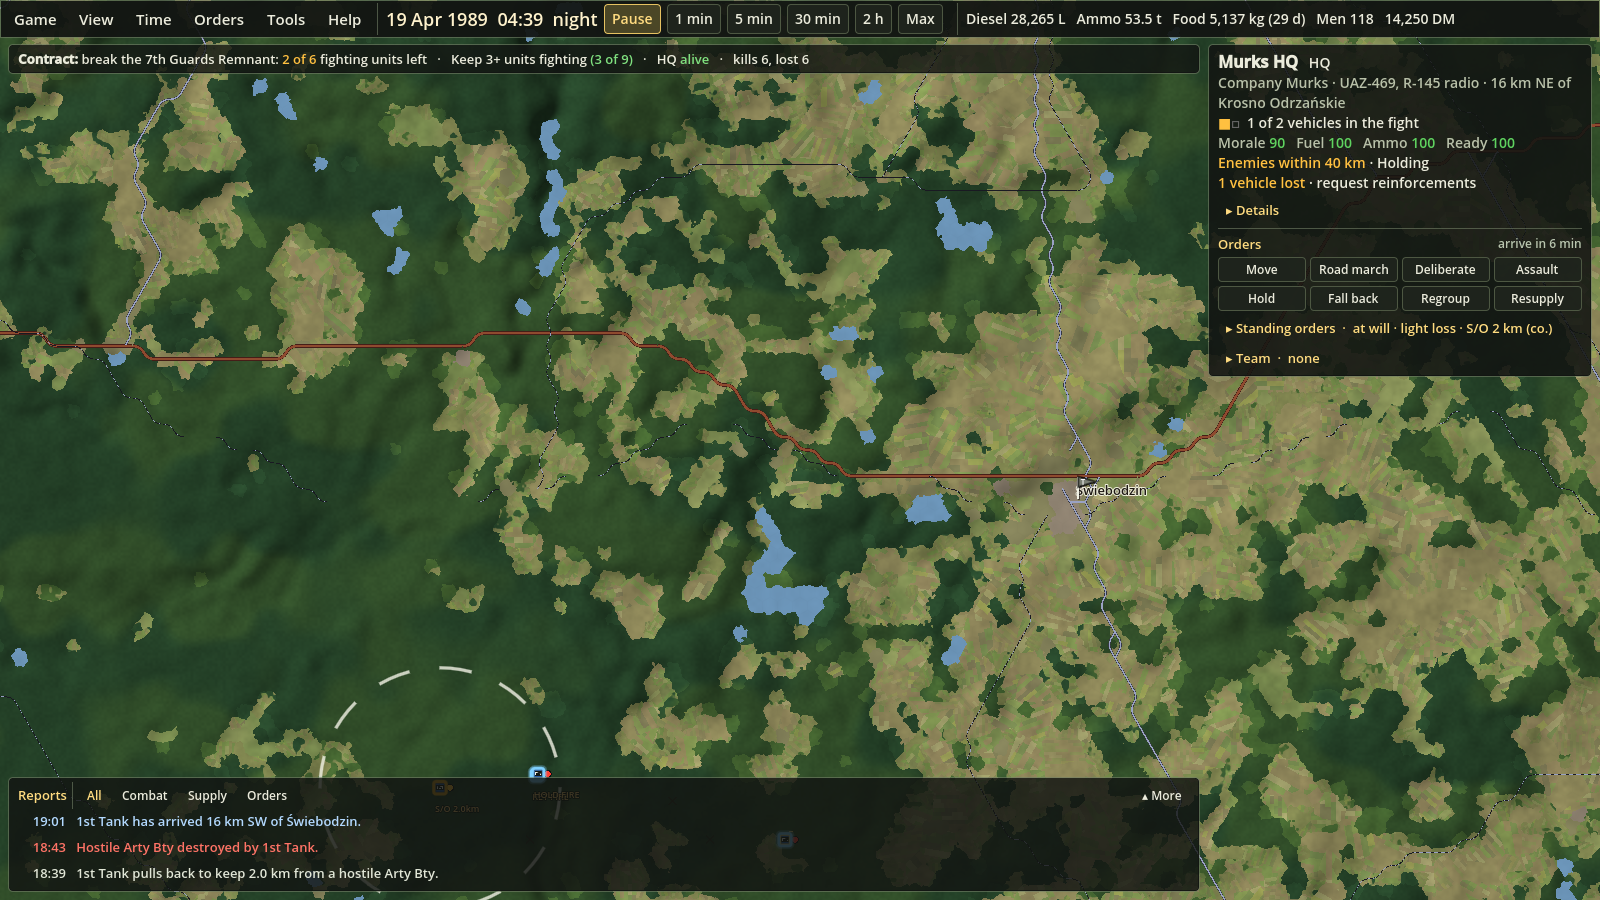 Game View Time Orders Tools Help 19 Apr 1989 04:39 night Pause 1 min 5 min 30 min 2 h Max Diesel 28,265 L Ammo 53.5 t Food 5,137 kg (29 d) Men 118 14,250 DM
Contract: break the 7th Guards Remnant: 2 of 6 fighting units left · Keep 3+ units fighting (3 of 9) · HQ alive · kills 6, lost 6
Murks HQ HQ
Company Murks · UAZ-469, R-145 radio · 16 km NE of
Krosno Odrzańskie
1 of 2 vehicles in the fight
Morale 90 Fuel 100 Ammo 100 Ready 100
Enemies within 40 km · Holding
1 vehicle lost · request reinforcements
▸ Details
Orders arrive in 6 min
Move Road march Deliberate Assault
Hold Fall back Regroup Resupply
▸ Standing orders · at will · light loss · S/O 2 km (co.)
▸ Team · none
Świebodzin
Reports All Combat Supply Orders ▴ More
S/O 2.0km
19:01 1st Tank has arrived 16 km SW of Świebodzin.
18:43 Hostile Arty Bty destroyed by 1st Tank.
18:39 1st Tank pulls back to keep 2.0 km from a hostile Arty Bty.